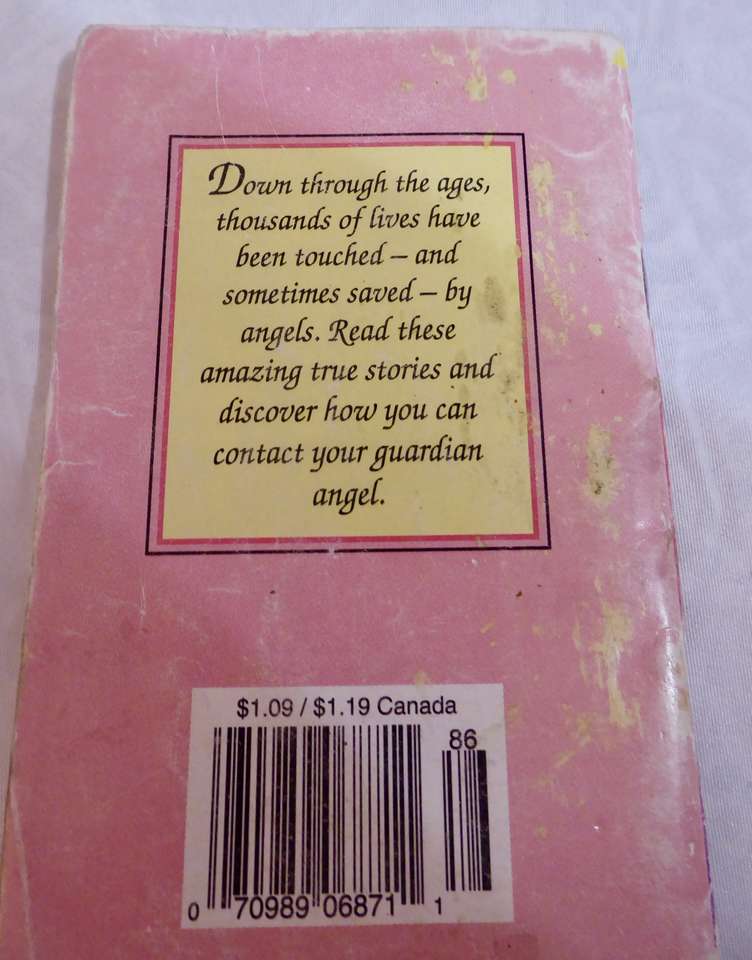 Down through the ages,
thousands of lives have
been touched – and
sometimes saved – by
angels. Read these
amazing true stories and
discover how you can
contact your guardian
angel.
$1.09 / $1.19 Canada
86
0 70989 06871 1